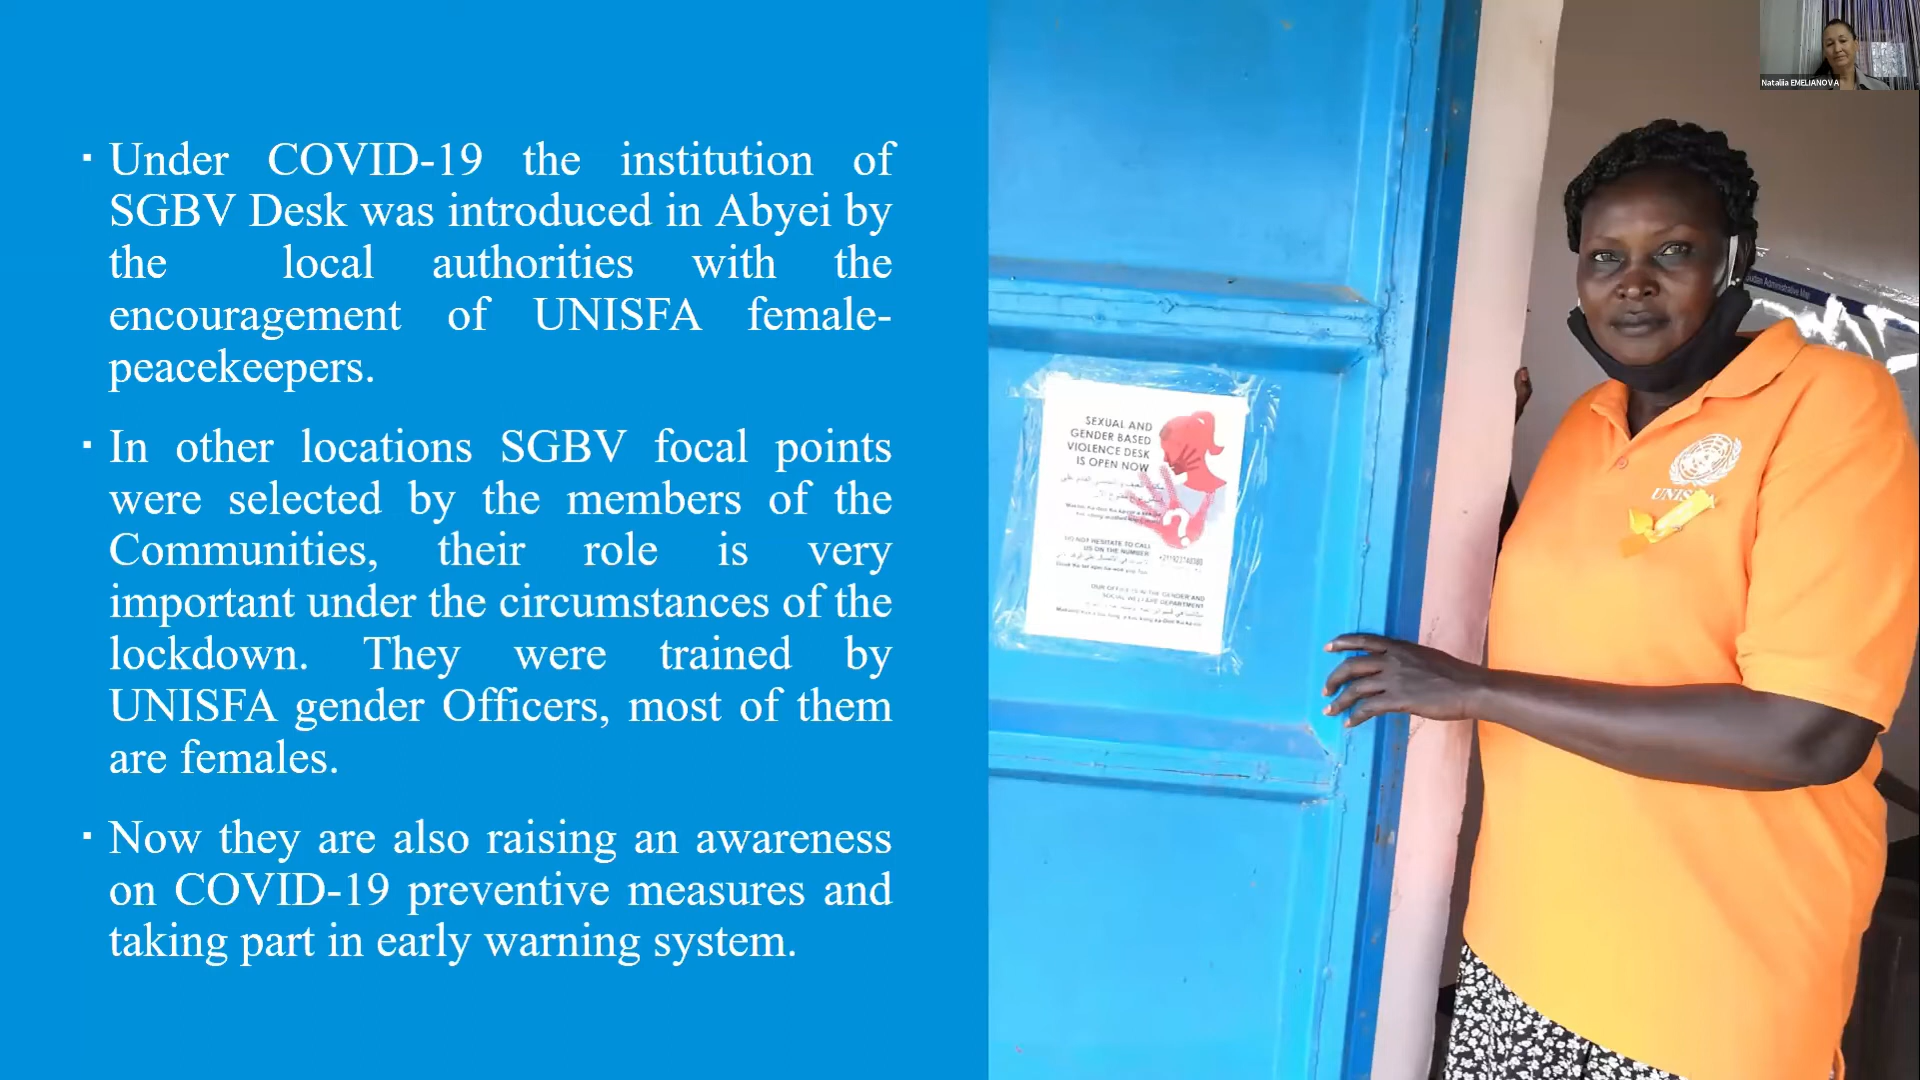 Nataliia EMELIANOVA
▪ Under COVID-19 the institution of
SGBV Desk was introduced in Abyei by
the local authorities with the
encouragement of UNISFA female-
peacekeepers.
▪ In other locations SGBV focal points
were selected by the members of the
Communities, their role is very
important under the circumstances of the
lockdown. They were trained by
UNISFA gender Officers, most of them
are females.
▪ Now they are also raising an awareness
on COVID-19 preventive measures and
taking part in early warning system.
SEXUAL AND
GENDER BASED
VIOLENCE DESK
IS OPEN NOW
DO NOT HESITATE TO CALL
US ON THE NUMBER
OUR OFFICE IS IN THE GENDER AND
SOCIAL WELFARE DEPARTMENT
Administrative Map